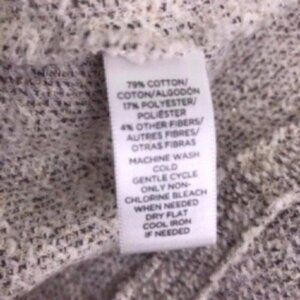 79% COTTON/
COTON/ALGODÓN
17% POLYESTER/
POLIÉSTER
4% OTHER FIBERS/
AUTRES FIBRES/
OTRAS FIBRAS
MACHINE WASH
COLD
GENTLE CYCLE
ONLY NON-
CHLORINE BLEACH
WHEN NEEDED
DRY FLAT
COOL IRON
IF NEEDED